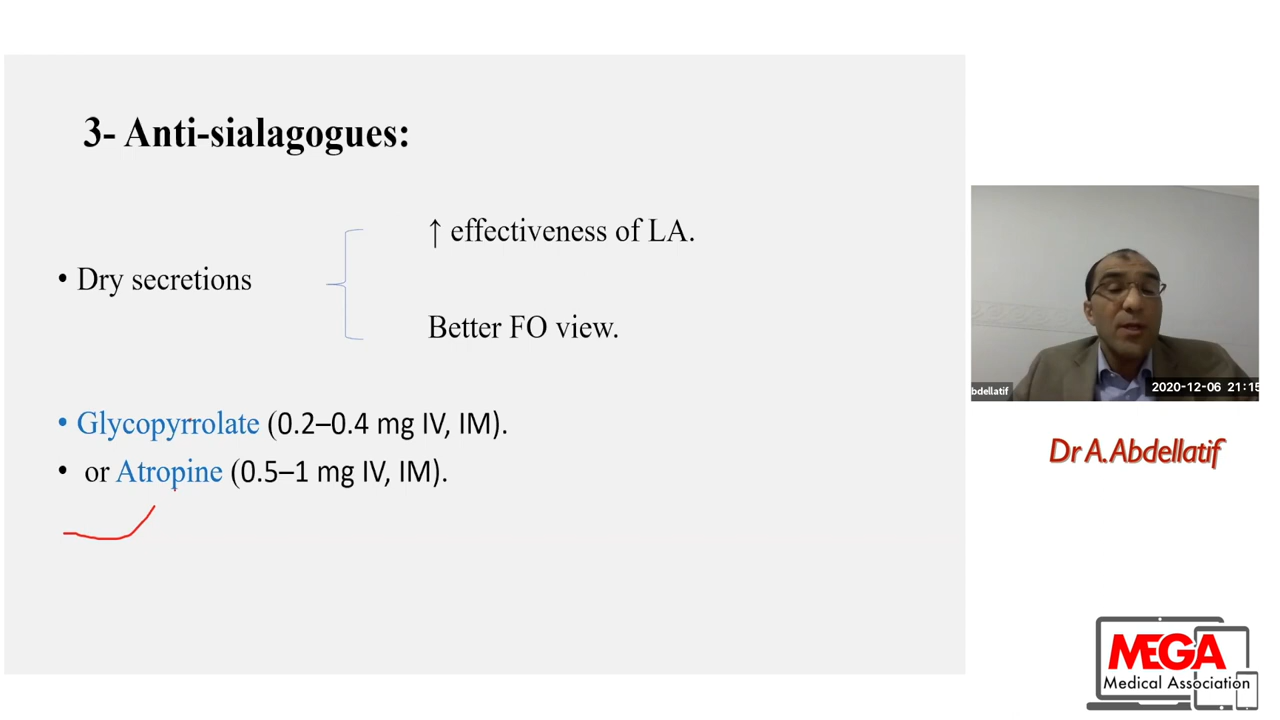 3- Anti-sialagogues:
↑ effectiveness of LA.
• Dry secretions
Better FO view.
• Glycopyrrolate (0.2–0.4 mg IV, IM).
• or Atropine (0.5–1 mg IV, IM).
bdellatif
2020-12-06 21:15
Dr A. Abdellatif
MEGA
Medical Association